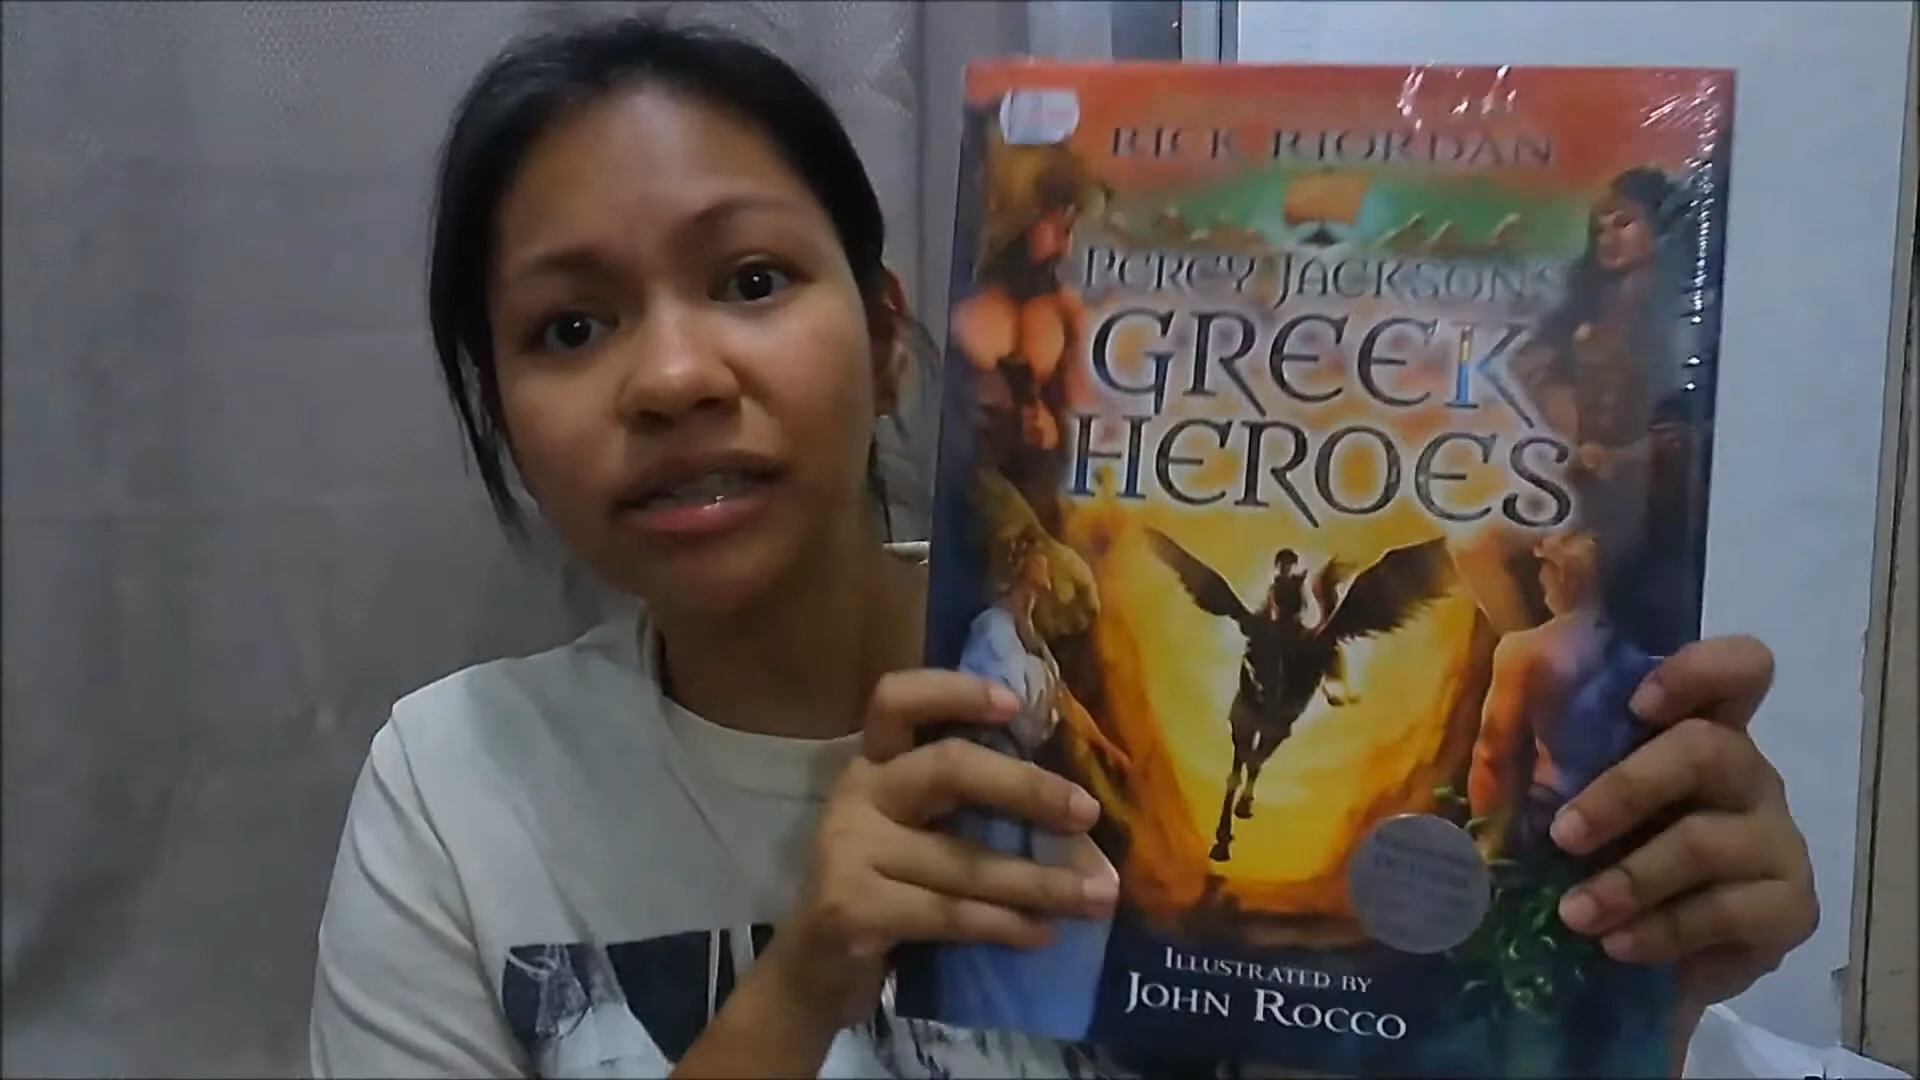 RICK RIORDAN
PERCY JACKSON'S
GREEK
HEROES
ILLUSTRATED BY
JOHN ROCCO